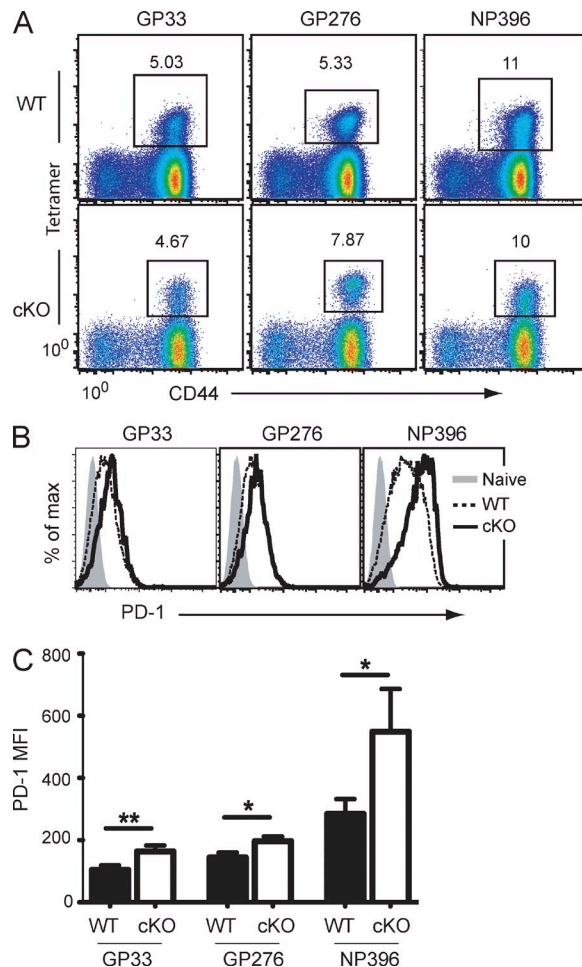 A
GP33 GP276 NP396
5.03 5.33 11
WT
Tetramer
4.67 7.87 10
cKO
10⁰
10⁰ CD44
B
GP33 GP276 NP396
% of max
Naive
WT
cKO
PD-1
C
800
600
400
200
0
PD-1 MFI
** * *
WT cKO WT cKO WT cKO
GP33 GP276 NP396